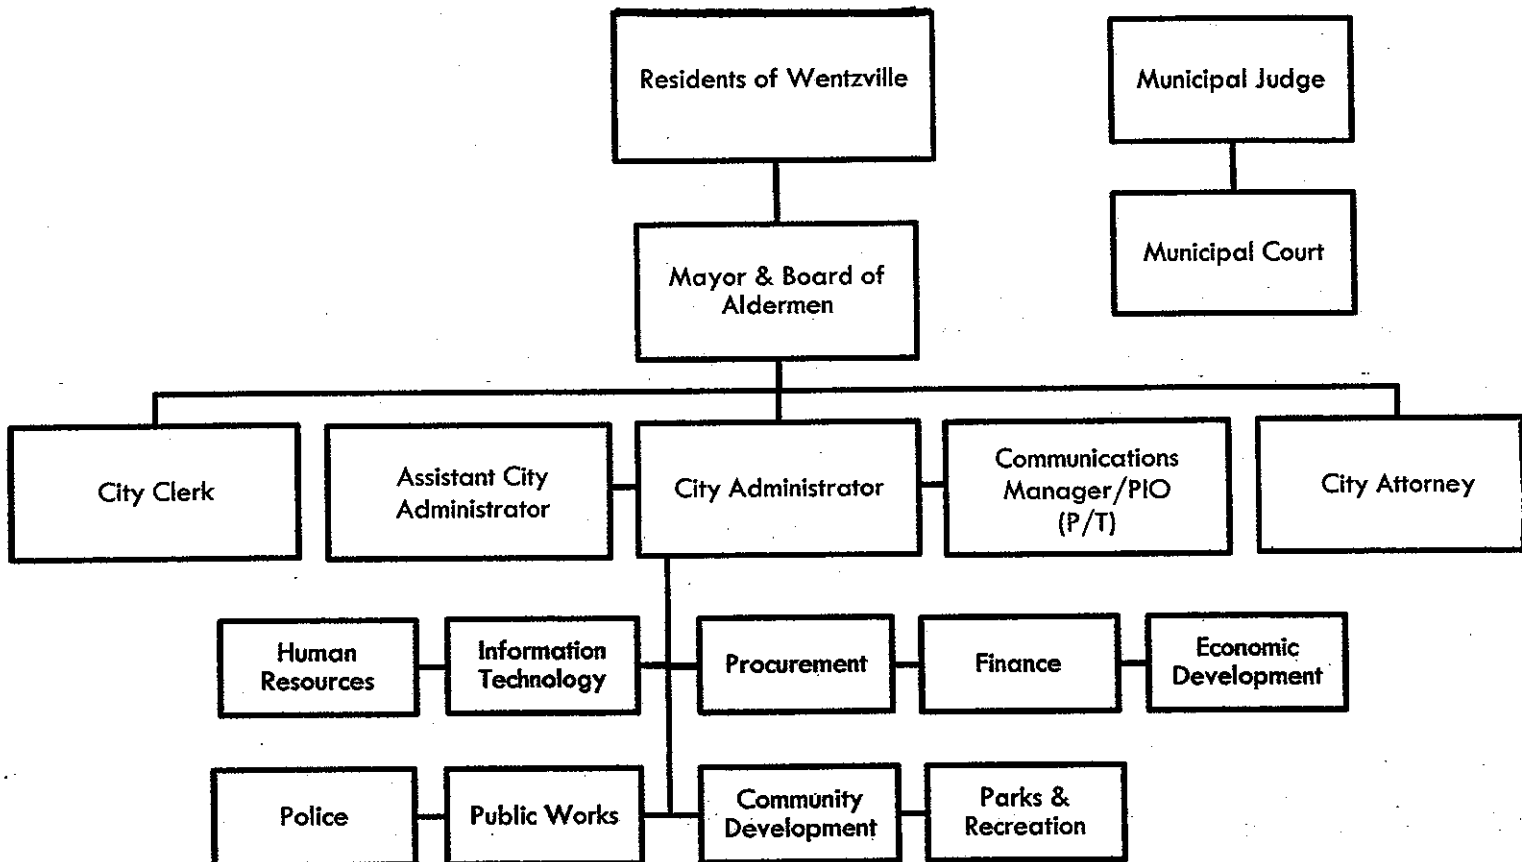 Residents of Wentzville
Municipal Judge
Municipal Court
Mayor & Board of
Aldermen
City Clerk
Assistant City
Administrator
City Administrator
Communications
Manager/PIO
(P/T)
City Attorney
Human
Resources
Information
Technology
Procurement
Finance
Economic
Development
Police
Public Works
Community
Development
Parks &
Recreation